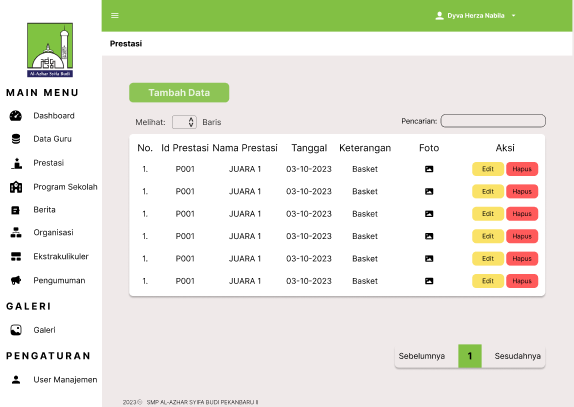 Dyva Herza Nabila
Prestasi
Al-Azhar Syifa Budi
MAIN MENU
Dashboard
Data Guru
Prestasi
Program Sekolah
Berita
Organisasi
Ekstrakulikuler
Pengumuman
GALERI
Galeri
PENGATURAN
User Manajemen
Tambah Data
Melihat: Baris
Pencarian:
No. Id Prestasi Nama Prestasi Tanggal Keterangan Foto Aksi
1. P001 JUARA 1 03-10-2023 Basket Edit Hapus
1. P001 JUARA 1 03-10-2023 Basket Edit Hapus
1. P001 JUARA 1 03-10-2023 Basket Edit Hapus
1. P001 JUARA 1 03-10-2023 Basket Edit Hapus
1. P001 JUARA 1 03-10-2023 Basket Edit Hapus
1. P001 JUARA 1 03-10-2023 Basket Edit Hapus
Sebelumnya 1 Sesudahnya
2023© SMP AL-AZHAR SYIFA BUDI PEKANBARU II